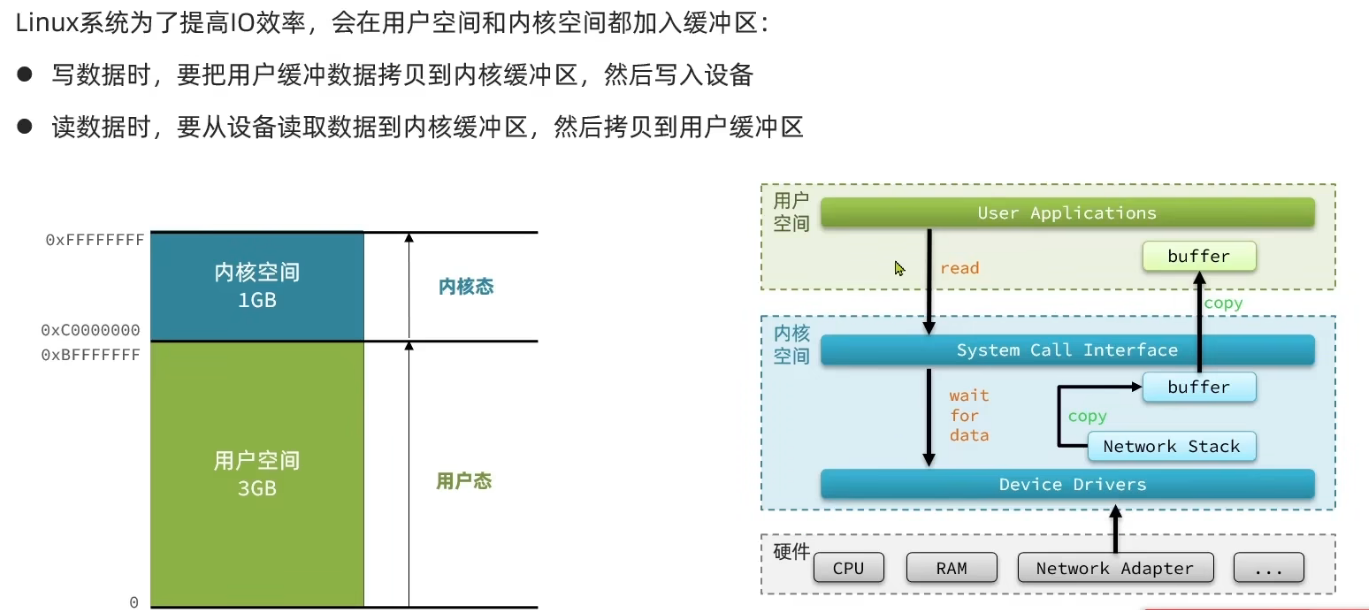 Linux系统为了提高IO效率，会在用户空间和内核空间都加入缓冲区：
● 写数据时，要把用户缓冲数据拷贝到内核缓冲区，然后写入设备
● 读数据时，要从设备读取数据到内核缓冲区，然后拷贝到用户缓冲区
0xFFFFFFFF
内核空间
1GB
内核态
0xC0000000
0xBFFFFFFF
用户空间
3GB
用户态
0
用户
空间
User Applications
read
buffer
copy
内核
空间
System Call Interface
wait
for
data
buffer
copy
Network Stack
Device Drivers
硬件
CPU
RAM
Network Adapter
...